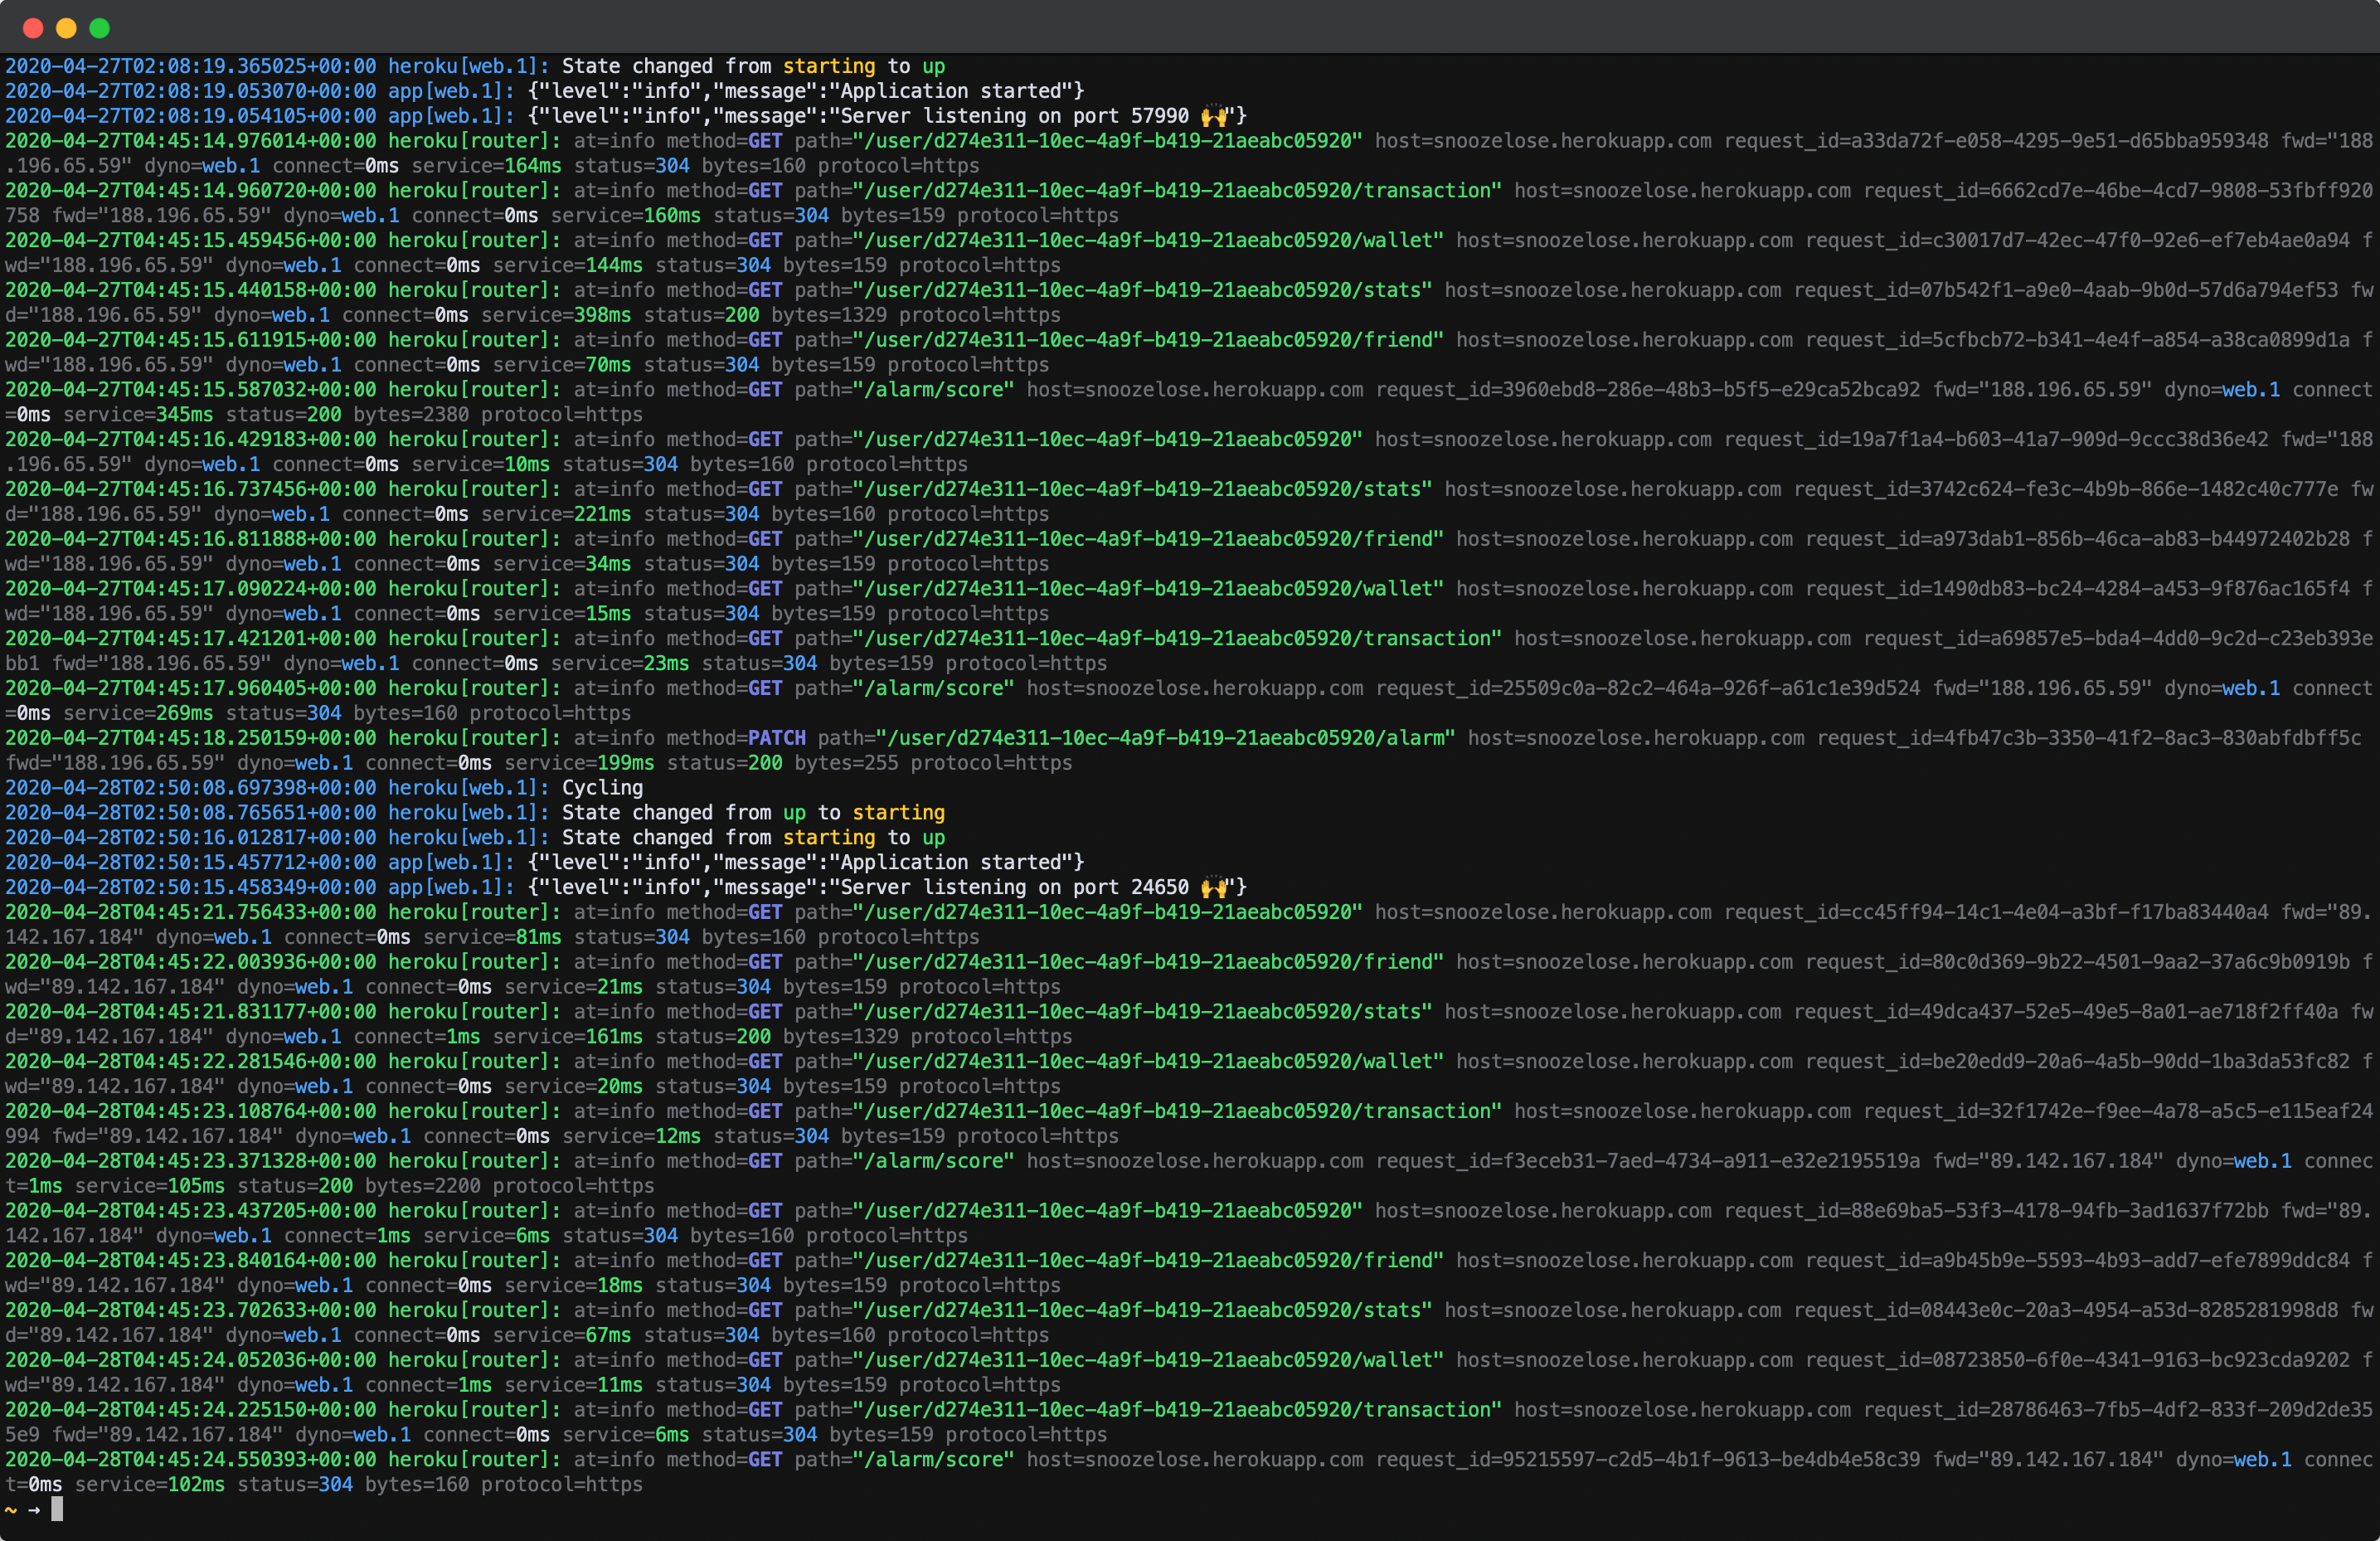 2020-04-27T02:08:19.365025+00:00 heroku[web.1]: State changed from starting to up
2020-04-27T02:08:19.053070+00:00 app[web.1]: {"level":"info","message":"Application started"}
2020-04-27T02:08:19.054105+00:00 app[web.1]: {"level":"info","message":"Server listening on port 57990 🙌"}
2020-04-27T04:45:14.976014+00:00 heroku[router]: at=info method=GET path="/user/d274e311-10ec-4a9f-b419-21aeabc05920" host=snoozelose.herokuapp.com request_id=a33da72f-e058-4295-9e51-d65bba959348 fwd="188
.196.65.59" dyno=web.1 connect=0ms service=164ms status=304 bytes=160 protocol=https
2020-04-27T04:45:14.960720+00:00 heroku[router]: at=info method=GET path="/user/d274e311-10ec-4a9f-b419-21aeabc05920/transaction" host=snoozelose.herokuapp.com request_id=6662cd7e-46be-4cd7-9808-53fbff920
758 fwd="188.196.65.59" dyno=web.1 connect=0ms service=160ms status=304 bytes=159 protocol=https
2020-04-27T04:45:15.459456+00:00 heroku[router]: at=info method=GET path="/user/d274e311-10ec-4a9f-b419-21aeabc05920/wallet" host=snoozelose.herokuapp.com request_id=c30017d7-42ec-47f0-92e6-ef7eb4ae0a94 f
wd="188.196.65.59" dyno=web.1 connect=0ms service=144ms status=304 bytes=159 protocol=https
2020-04-27T04:45:15.440158+00:00 heroku[router]: at=info method=GET path="/user/d274e311-10ec-4a9f-b419-21aeabc05920/stats" host=snoozelose.herokuapp.com request_id=07b542f1-a9e0-4aab-9b0d-57d6a794ef53 fw
d="188.196.65.59" dyno=web.1 connect=0ms service=398ms status=200 bytes=1329 protocol=https
2020-04-27T04:45:15.611915+00:00 heroku[router]: at=info method=GET path="/user/d274e311-10ec-4a9f-b419-21aeabc05920/friend" host=snoozelose.herokuapp.com request_id=5cfbcb72-b341-4e4f-a854-a38ca0899d1a f
wd="188.196.65.59" dyno=web.1 connect=0ms service=70ms status=304 bytes=159 protocol=https
2020-04-27T04:45:15.587032+00:00 heroku[router]: at=info method=GET path="/alarm/score" host=snoozelose.herokuapp.com request_id=3960ebd8-286e-48b3-b5f5-e29ca52bca92 fwd="188.196.65.59" dyno=web.1 connect
=0ms service=345ms status=200 bytes=2380 protocol=https
2020-04-27T04:45:16.429183+00:00 heroku[router]: at=info method=GET path="/user/d274e311-10ec-4a9f-b419-21aeabc05920" host=snoozelose.herokuapp.com request_id=19a7f1a4-b603-41a7-909d-9ccc38d36e42 fwd="188
.196.65.59" dyno=web.1 connect=0ms service=10ms status=304 bytes=160 protocol=https
2020-04-27T04:45:16.737456+00:00 heroku[router]: at=info method=GET path="/user/d274e311-10ec-4a9f-b419-21aeabc05920/stats" host=snoozelose.herokuapp.com request_id=3742c624-fe3c-4b9b-866e-1482c40c777e fw
d="188.196.65.59" dyno=web.1 connect=0ms service=221ms status=304 bytes=160 protocol=https
2020-04-27T04:45:16.811888+00:00 heroku[router]: at=info method=GET path="/user/d274e311-10ec-4a9f-b419-21aeabc05920/friend" host=snoozelose.herokuapp.com request_id=a973dab1-856b-46ca-ab83-b44972402b28 f
wd="188.196.65.59" dyno=web.1 connect=0ms service=34ms status=304 bytes=159 protocol=https
2020-04-27T04:45:17.090224+00:00 heroku[router]: at=info method=GET path="/user/d274e311-10ec-4a9f-b419-21aeabc05920/wallet" host=snoozelose.herokuapp.com request_id=1490db83-bc24-4284-a453-9f876ac165f4 f
wd="188.196.65.59" dyno=web.1 connect=0ms service=15ms status=304 bytes=159 protocol=https
2020-04-27T04:45:17.421201+00:00 heroku[router]: at=info method=GET path="/user/d274e311-10ec-4a9f-b419-21aeabc05920/transaction" host=snoozelose.herokuapp.com request_id=a69857e5-bda4-4dd0-9c2d-c23eb393e
bb1 fwd="188.196.65.59" dyno=web.1 connect=0ms service=23ms status=304 bytes=159 protocol=https
2020-04-27T04:45:17.960405+00:00 heroku[router]: at=info method=GET path="/alarm/score" host=snoozelose.herokuapp.com request_id=25509c0a-82c2-464a-926f-a61c1e39d524 fwd="188.196.65.59" dyno=web.1 connect
=0ms service=269ms status=304 bytes=160 protocol=https
2020-04-27T04:45:18.250159+00:00 heroku[router]: at=info method=PATCH path="/user/d274e311-10ec-4a9f-b419-21aeabc05920/alarm" host=snoozelose.herokuapp.com request_id=4fb47c3b-3350-41f2-8ac3-830abfdbff5c
fwd="188.196.65.59" dyno=web.1 connect=0ms service=199ms status=200 bytes=255 protocol=https
2020-04-28T02:50:08.697398+00:00 heroku[web.1]: Cycling
2020-04-28T02:50:08.765651+00:00 heroku[web.1]: State changed from up to starting
2020-04-28T02:50:16.012817+00:00 heroku[web.1]: State changed from starting to up
2020-04-28T02:50:15.457712+00:00 app[web.1]: {"level":"info","message":"Application started"}
2020-04-28T02:50:15.458349+00:00 app[web.1]: {"level":"info","message":"Server listening on port 24650 🙌"}
2020-04-28T04:45:21.756433+00:00 heroku[router]: at=info method=GET path="/user/d274e311-10ec-4a9f-b419-21aeabc05920" host=snoozelose.herokuapp.com request_id=cc45ff94-14c1-4e04-a3bf-f17ba83440a4 fwd="89.
142.167.184" dyno=web.1 connect=0ms service=81ms status=304 bytes=160 protocol=https
2020-04-28T04:45:22.003936+00:00 heroku[router]: at=info method=GET path="/user/d274e311-10ec-4a9f-b419-21aeabc05920/friend" host=snoozelose.herokuapp.com request_id=80c0d369-9b22-4501-9aa2-37a6c9b0919b f
wd="89.142.167.184" dyno=web.1 connect=0ms service=21ms status=304 bytes=159 protocol=https
2020-04-28T04:45:21.831177+00:00 heroku[router]: at=info method=GET path="/user/d274e311-10ec-4a9f-b419-21aeabc05920/stats" host=snoozelose.herokuapp.com request_id=49dca437-52e5-49e5-8a01-ae718f2ff40a fw
d="89.142.167.184" dyno=web.1 connect=1ms service=161ms status=200 bytes=1329 protocol=https
2020-04-28T04:45:22.281546+00:00 heroku[router]: at=info method=GET path="/user/d274e311-10ec-4a9f-b419-21aeabc05920/wallet" host=snoozelose.herokuapp.com request_id=be20edd9-20a6-4a5b-90dd-1ba3da53fc82 f
wd="89.142.167.184" dyno=web.1 connect=0ms service=20ms status=304 bytes=159 protocol=https
2020-04-28T04:45:23.108764+00:00 heroku[router]: at=info method=GET path="/user/d274e311-10ec-4a9f-b419-21aeabc05920/transaction" host=snoozelose.herokuapp.com request_id=32f1742e-f9ee-4a78-a5c5-e115eaf24
994 fwd="89.142.167.184" dyno=web.1 connect=0ms service=12ms status=304 bytes=159 protocol=https
2020-04-28T04:45:23.371328+00:00 heroku[router]: at=info method=GET path="/alarm/score" host=snoozelose.herokuapp.com request_id=f3eceb31-7aed-4734-a911-e32e2195519a fwd="89.142.167.184" dyno=web.1 connec
t=1ms service=105ms status=200 bytes=2200 protocol=https
2020-04-28T04:45:23.437205+00:00 heroku[router]: at=info method=GET path="/user/d274e311-10ec-4a9f-b419-21aeabc05920" host=snoozelose.herokuapp.com request_id=88e69ba5-53f3-4178-94fb-3ad1637f72bb fwd="89.
142.167.184" dyno=web.1 connect=1ms service=6ms status=304 bytes=160 protocol=https
2020-04-28T04:45:23.840164+00:00 heroku[router]: at=info method=GET path="/user/d274e311-10ec-4a9f-b419-21aeabc05920/friend" host=snoozelose.herokuapp.com request_id=a9b45b9e-5593-4b93-add7-efe7899ddc84 f
wd="89.142.167.184" dyno=web.1 connect=0ms service=18ms status=304 bytes=159 protocol=https
2020-04-28T04:45:23.702633+00:00 heroku[router]: at=info method=GET path="/user/d274e311-10ec-4a9f-b419-21aeabc05920/stats" host=snoozelose.herokuapp.com request_id=08443e0c-20a3-4954-a53d-8285281998d8 fw
d="89.142.167.184" dyno=web.1 connect=0ms service=67ms status=304 bytes=160 protocol=https
2020-04-28T04:45:24.052036+00:00 heroku[router]: at=info method=GET path="/user/d274e311-10ec-4a9f-b419-21aeabc05920/wallet" host=snoozelose.herokuapp.com request_id=08723850-6f0e-4341-9163-bc923cda9202 f
wd="89.142.167.184" dyno=web.1 connect=1ms service=11ms status=304 bytes=159 protocol=https
2020-04-28T04:45:24.225150+00:00 heroku[router]: at=info method=GET path="/user/d274e311-10ec-4a9f-b419-21aeabc05920/transaction" host=snoozelose.herokuapp.com request_id=28786463-7fb5-4df2-833f-209d2de35
5e9 fwd="89.142.167.184" dyno=web.1 connect=0ms service=6ms status=304 bytes=159 protocol=https
2020-04-28T04:45:24.550393+00:00 heroku[router]: at=info method=GET path="/alarm/score" host=snoozelose.herokuapp.com request_id=95215597-c2d5-4b1f-9613-be4db4e58c39 fwd="89.142.167.184" dyno=web.1 connec
t=0ms service=102ms status=304 bytes=160 protocol=https
~ →